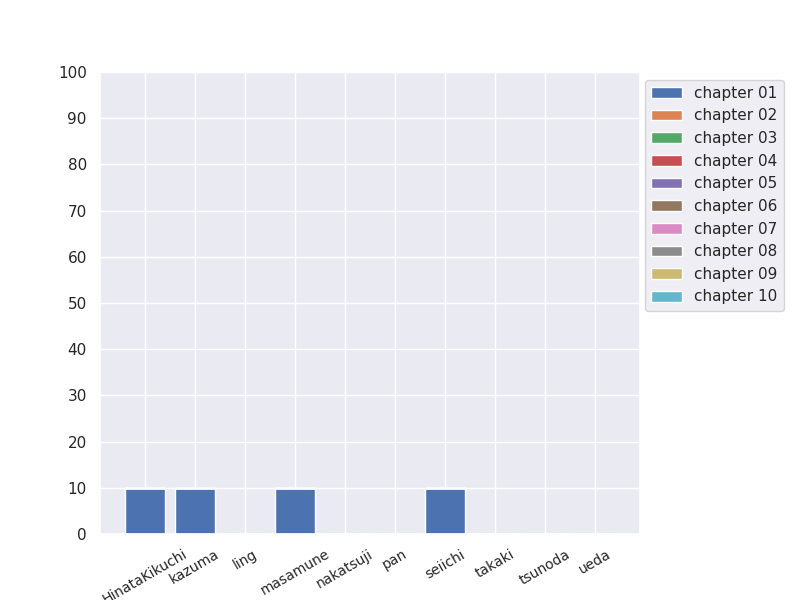 100
90
80
70
60
50
40
30
20
10
0
HinataKikuchi
kazuma
ling
masamune
nakatsuji
pan
seiichi
takaki
tsunoda
ueda
chapter 01
chapter 02
chapter 03
chapter 04
chapter 05
chapter 06
chapter 07
chapter 08
chapter 09
chapter 10